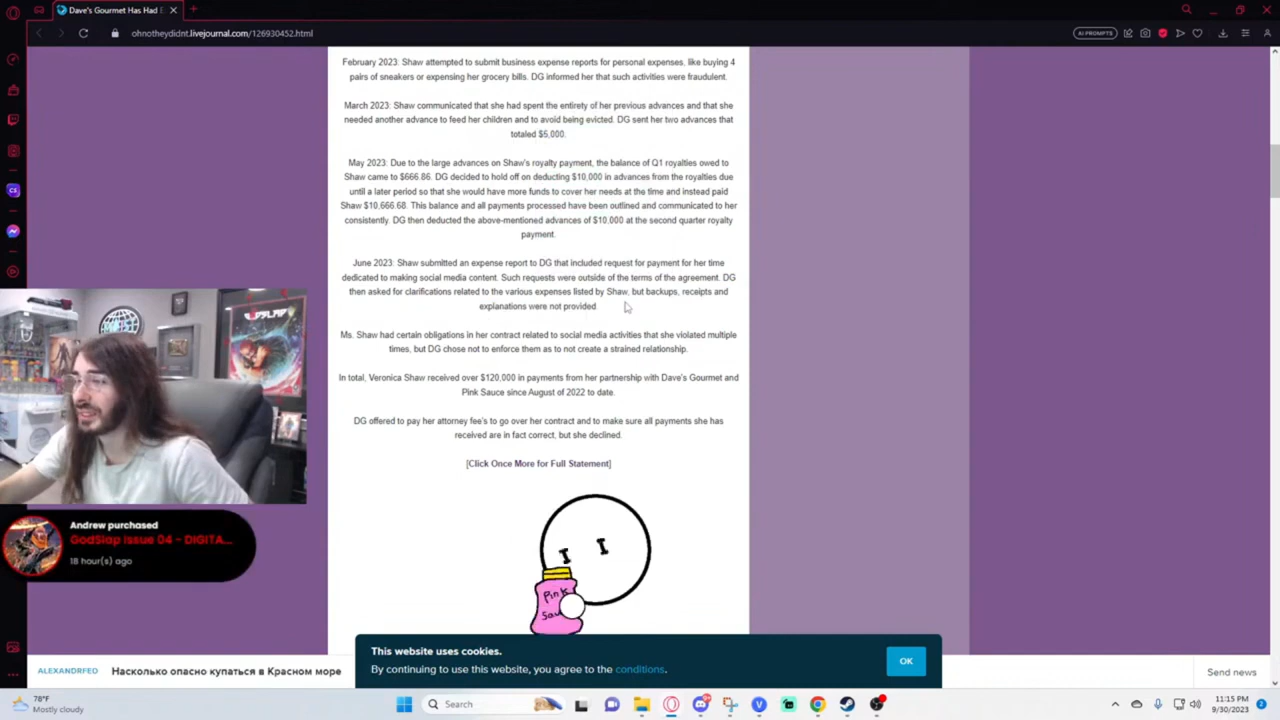 Dave's Gourmet Has Had E
ohnotheydidnt.livejournal.com/126930452.html
AI PROMPTS
February 2023: Shaw attempted to submit business expense reports for personal expenses, like buying 4
pairs of sneakers or expensing her grocery bills. DG informed her that such activities were fraudulent.
March 2023: Shaw communicated that she had spent the entirety of her previous advances and that she
needed another advance to feed her children and to avoid being evicted. DG sent her two advances that
totaled $5,000.
May 2023: Due to the large advances on Shaw's royalty payment, the balance of Q1 royalties owed to
Shaw came to $666.86. DG decided to hold off on deducting $10,000 in advances from the royalties due
until a later period so that she would have more funds to cover her needs at the time and instead paid
Shaw $10,666.68. This balance and all payments processed have been outlined and communicated to her
consistently. DG then deducted the above-mentioned advances of $10,000 at the second quarter royalty
payment.
June 2023: Shaw submitted an expense report to DG that included request for payment for her time
dedicated to making social media content. Such requests were outside of the terms of the agreement. DG
then asked for clarifications related to the various expenses listed by Shaw, but backups, receipts and
explanations were not provided.
Ms. Shaw had certain obligations in her contract related to social media activities that she violated multiple
times, but DG chose not to enforce them as to not create a strained relationship.
In total, Veronica Shaw received over $120,000 in payments from her partnership with Dave's Gourmet and
Pink Sauce since August of 2022 to date.
DG offered to pay her attorney fee's to go over her contract and to make sure all payments she has
received are in fact correct, but she declined.
[Click Once More for Full Statement]
Pink
Sau
Andrew purchased
GodSlap Issue 04 - DIGITA...
18 hour(s) ago
This website uses cookies.
By continuing to use this website, you agree to the conditions.
OK
ALEXANDRFEO
Насколько опасно купаться в Красном море
Send news
78°F
Mostly cloudy
Search
11:15 PM
9/30/2023